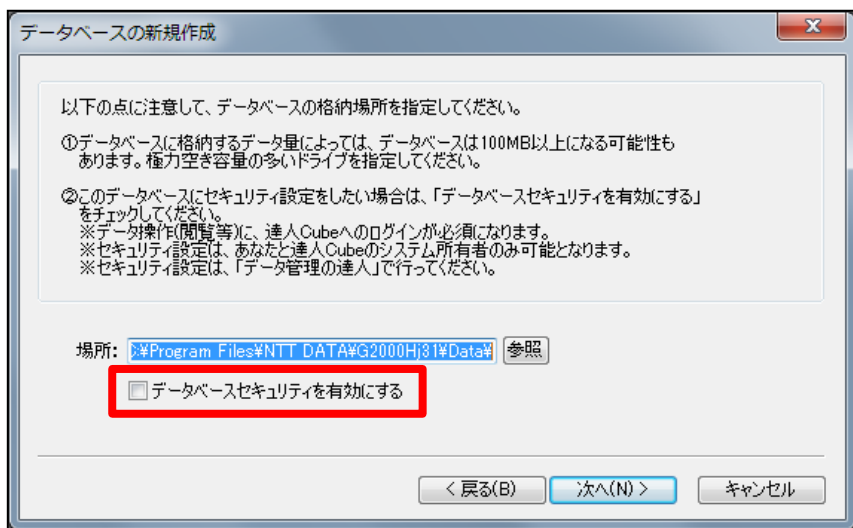 データベースの新規作成
以下の点に注意して、データベースの格納場所を指定してください。
①データベースに格納するデータ量によっては、データベースは100MB以上になる可能性も
あります。極力空き容量の多いドライブを指定してください。
②このデータベースにセキュリティ設定をしたい場合は、「データベースセキュリティを有効にする」
をチェックしてください。
※データ操作(閲覧等)に、達人Cubeへのログインが必須になります。
※セキュリティ設定は、あなたと達人Cubeのシステム所有者のみ可能となります。
※セキュリティ設定は、「データ管理の達人」で行ってください。
場所: :¥Program Files¥NTT DATA¥G2000Hj31¥Data¥ 参照
データベースセキュリティを有効にする
< 戻る(B) 次へ(N) > キャンセル